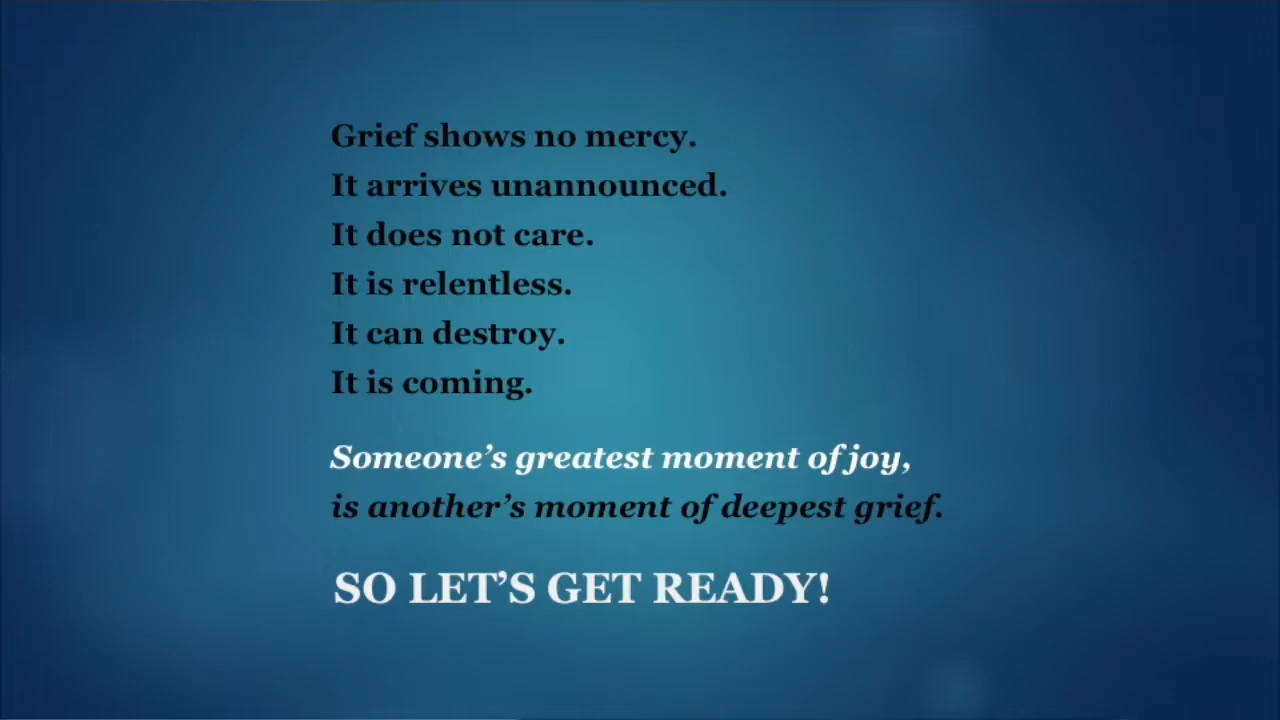 Grief shows no mercy.
It arrives unannounced.
It does not care.
It is relentless.
It can destroy.
It is coming.
Someone’s greatest moment of joy,
is another’s moment of deepest grief.
SO LET’S GET READY!